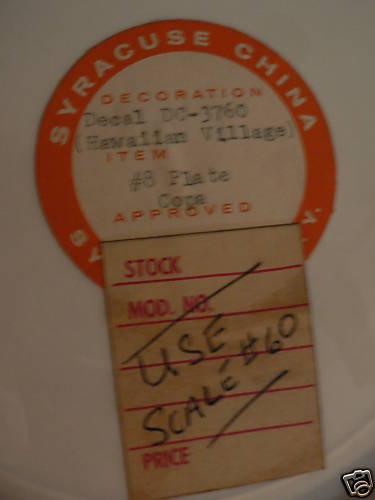 SYRACUSE CHINA
DECORATION
Decal DC-3760
(Hawaiian Village)
ITEM
#8 Plate
Copa
APPROVED
STOCK
MOD. NO.
USE
SCALE #60
PRICE